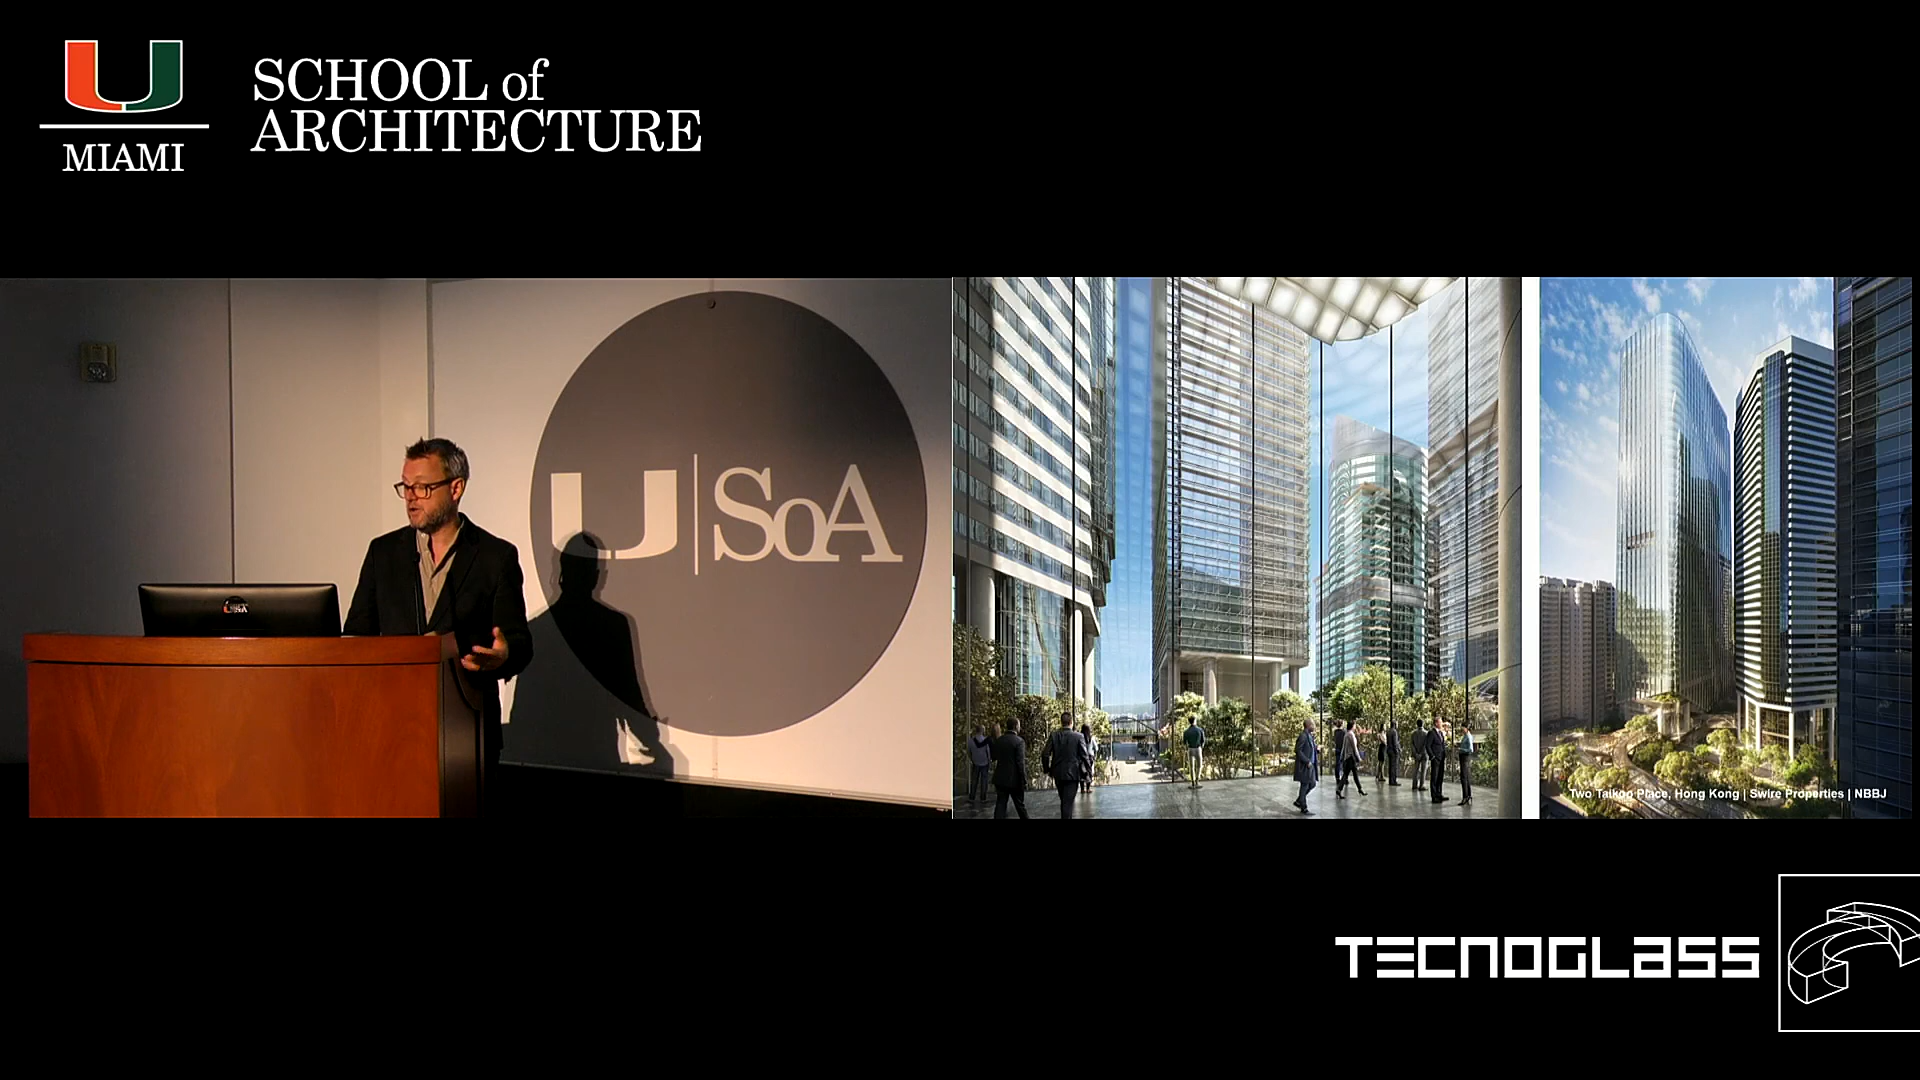 SCHOOL of
ARCHITECTURE
MIAMI
U | SoA
Two Taikoo Place, Hong Kong | Swire Properties | NBBJ
TECNOGLASS